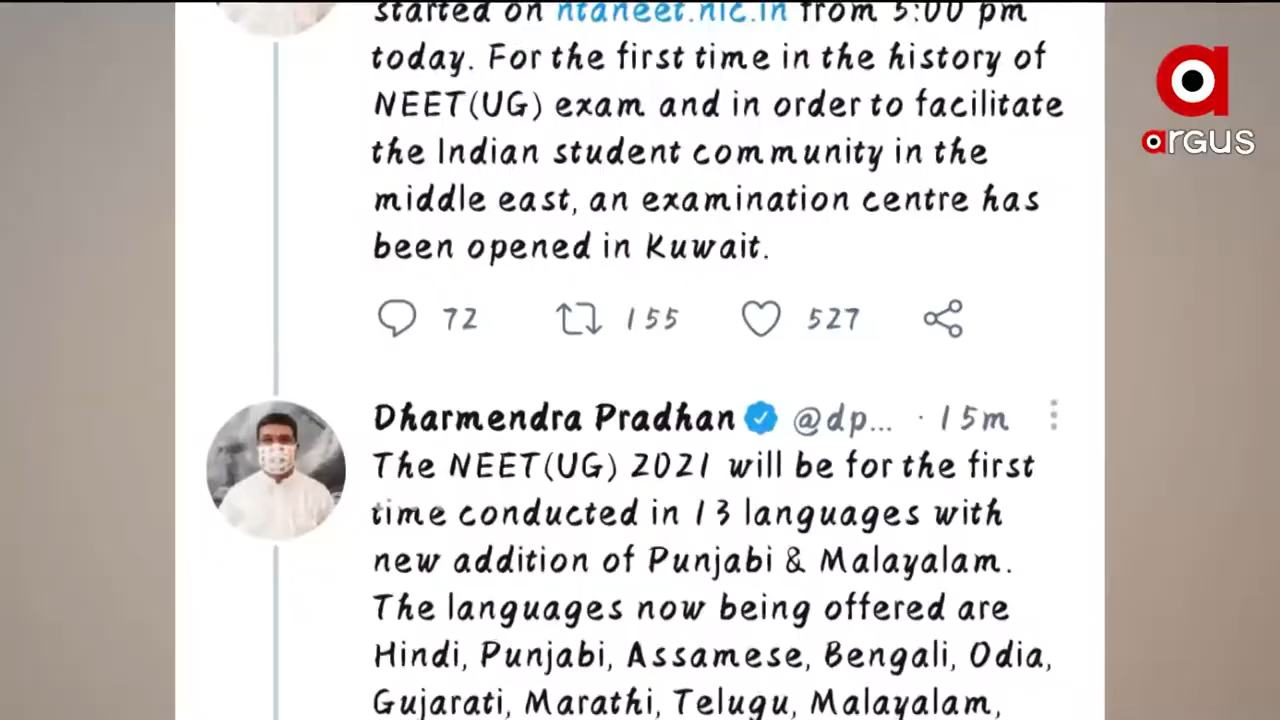 started on ntaneet.nic.in from 5:00 pm
today. For the first time in the history of
NEET(UG) exam and in order to facilitate
the Indian student community in the
middle east, an examination centre has
been opened in Kuwait.
72 155 527
Dharmendra Pradhan @dp... · 15m
The NEET(UG) 2021 will be for the first
time conducted in 13 languages with
new addition of Punjabi & Malayalam.
The languages now being offered are
Hindi, Punjabi, Assamese, Bengali, Odia,
Gujarati, Marathi, Telugu, Malayalam,
argus